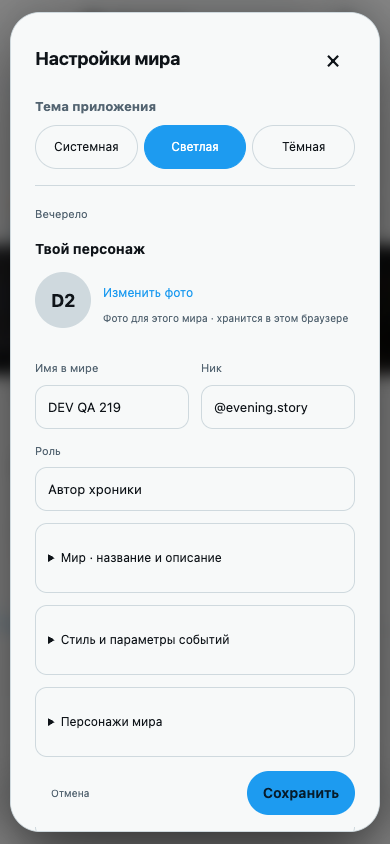 Настройки мира
×
Тема приложения
Системная
Светлая
Тёмная
Вечерело
Твой персонаж
D2
Изменить фото
Фото для этого мира · хранится в этом браузере
Имя в мире
Ник
DEV QA 219
@evening.story
Роль
Автор хроники
▶ Мир · название и описание
▶ Стиль и параметры событий
▶ Персонажи мира
Отмена
Сохранить